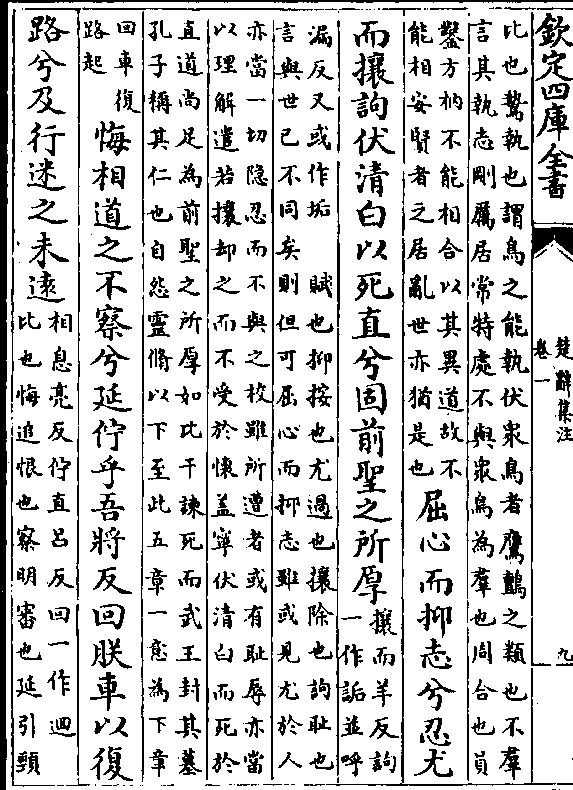 欽定四庫全書
楚辭集注
卷一
九
比也鷙執也謂鳥之能執伏衆鳥者鷹鸇之類也不羣
言其執志剛厲居常特處不與衆鳥為羣也周合也員
鑿方枘不能相合以其異道故不
能相安賢者之居亂世亦猶是也
屈心而抑志兮忍尤
而攘訽伏清白以死直兮固前聖之所厚
攘而羊反訽
一作詬並呼
漏反又或作垢 賦也抑按也尤過也攘除也訽耻也
言與世已不同矣則但可屈心而抑志雖或見尤於人
亦當一切隐忍而不與之校雖所遭者或有耻辱亦當
以理解遣若攘却之而不受於懷盖寧伏清白而死於
直道尚足為前聖之所厚如比干諫死而武王封其墓
孔子稱其仁也自怨靈脩以下至此五章一意為下章
回車復
路起
悔相道之不察兮延佇乎吾將反回朕車以復
路兮及行迷之未遠
相息亮反佇直吕反回一作迴
比也悔追恨也察明審也延引頸